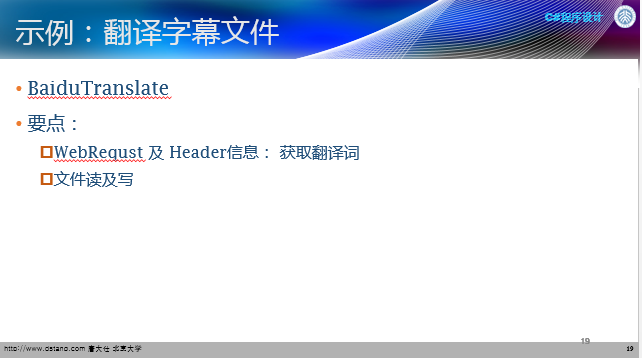 C#程序设计
示例：翻译字幕文件
• BaiduTranslate
• 要点：
WebRequst 及 Header信息： 获取翻译词
文件读及写
19
http://www.dstang.com 唐大仕 北京大学
19